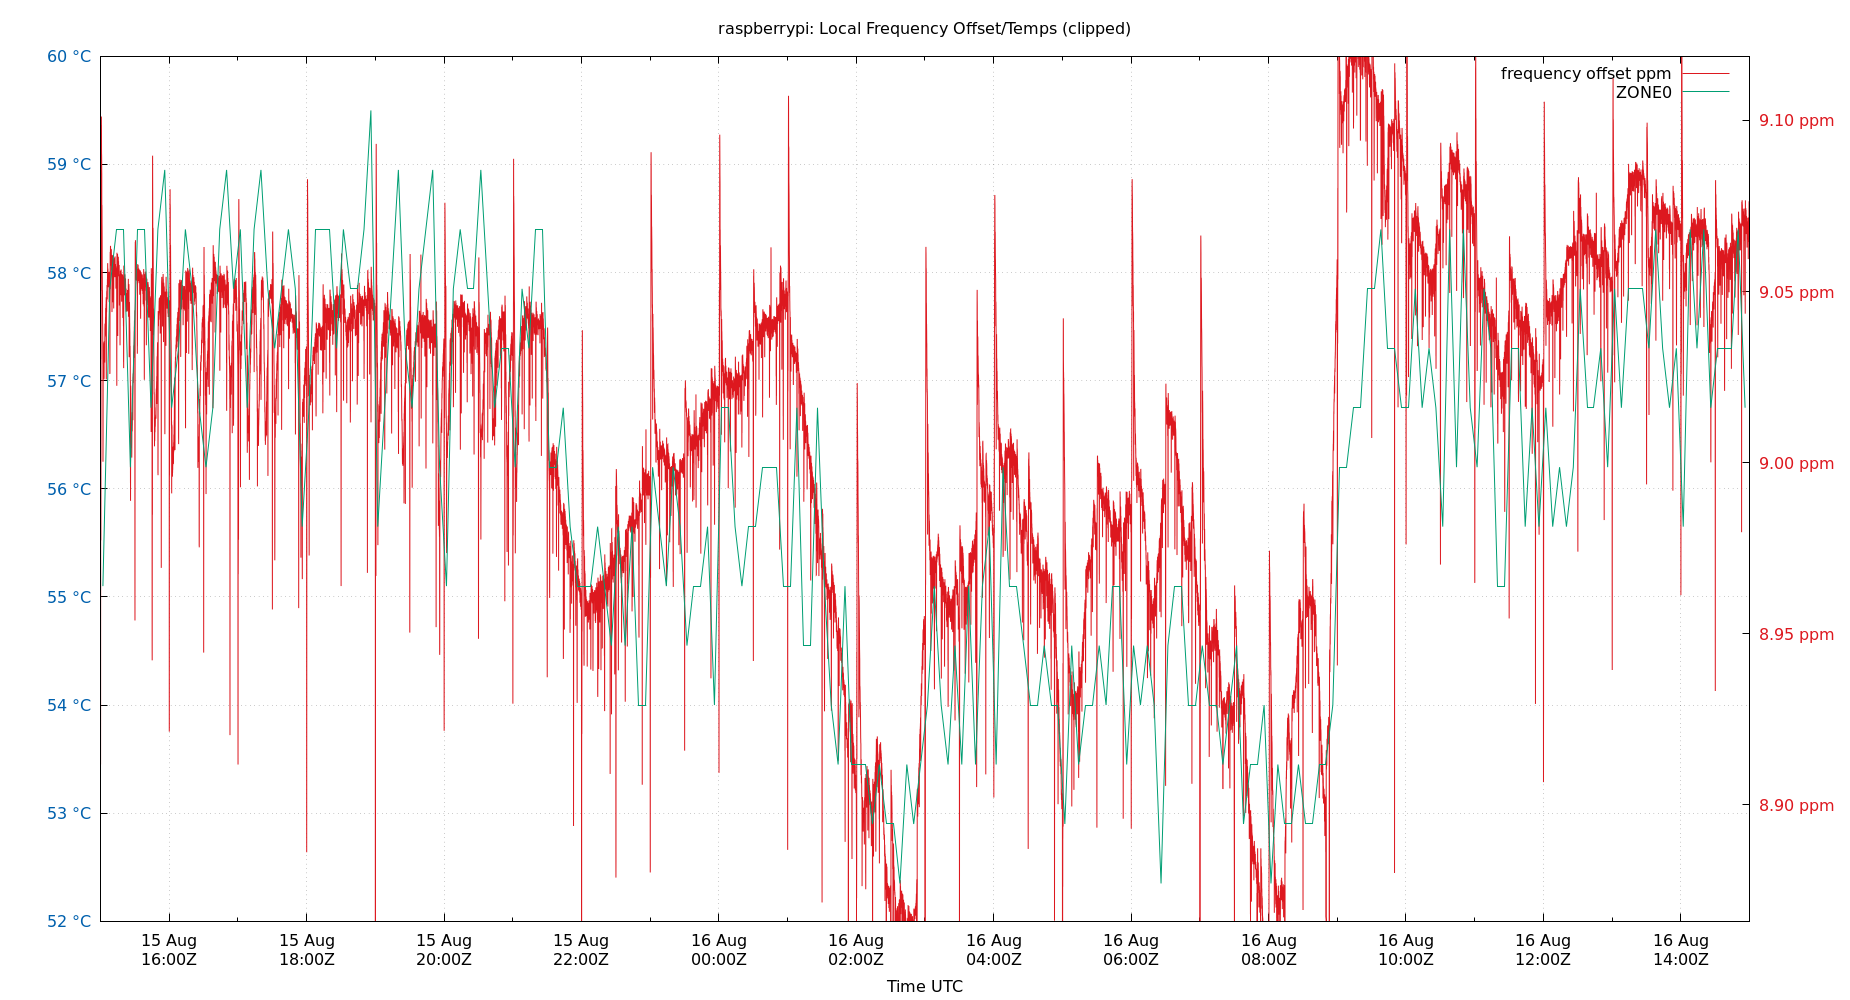 raspberrypi: Local Frequency Offset/Temps (clipped)
60 °C
59 °C
58 °C
57 °C
56 °C
55 °C
54 °C
53 °C
52 °C
frequency offset ppm
ZONE0
9.10 ppm
9.05 ppm
9.00 ppm
8.95 ppm
8.90 ppm
15 Aug 15 Aug 15 Aug 15 Aug 16 Aug 16 Aug 16 Aug 16 Aug 16 Aug 16 Aug 16 Aug 16 Aug
16:00Z 18:00Z 20:00Z 22:00Z 00:00Z 02:00Z 04:00Z 06:00Z 08:00Z 10:00Z 12:00Z 14:00Z
Time UTC